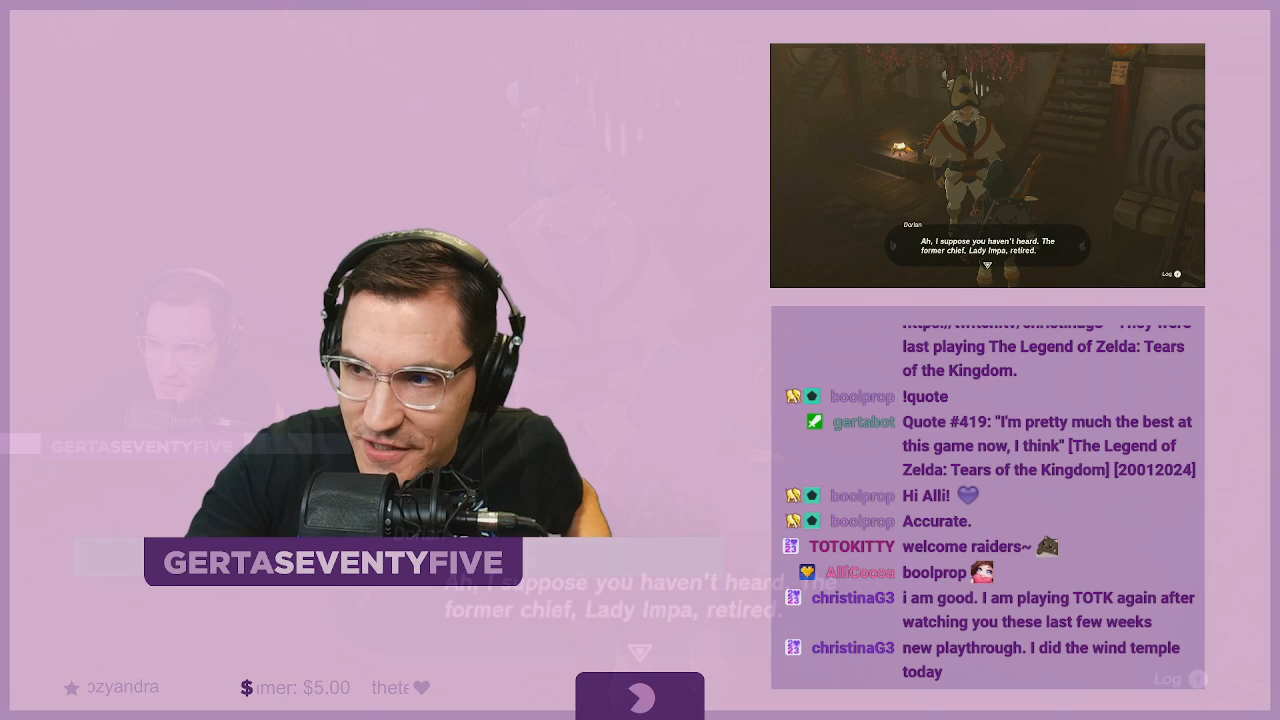 Dorian
Ah, I suppose you haven't heard. The
former chief, Lady Impa, retired.
Log
last playing The Legend of Zelda: Tears
of the Kingdom.
boolprop !quote
gertabot Quote #419: "I'm pretty much the best at
this game now, I think" [The Legend of
Zelda: Tears of the Kingdom] [20012024]
boolprop Hi Alli!
boolprop Accurate.
TOTOKITTY welcome raiders~
AlliCocoa boolprop
christinaG3 i am good. I am playing TOTK again after
watching you these last few weeks
christinaG3 new playthrough. I did the wind temple
today
GERTASEVENTYFIVE
GERTASEVENTYFIVE
Ah, I suppose you haven't heard. The
former chief, Lady Impa, retired.
Log
ozyandra
$ umer: $5.00
thete